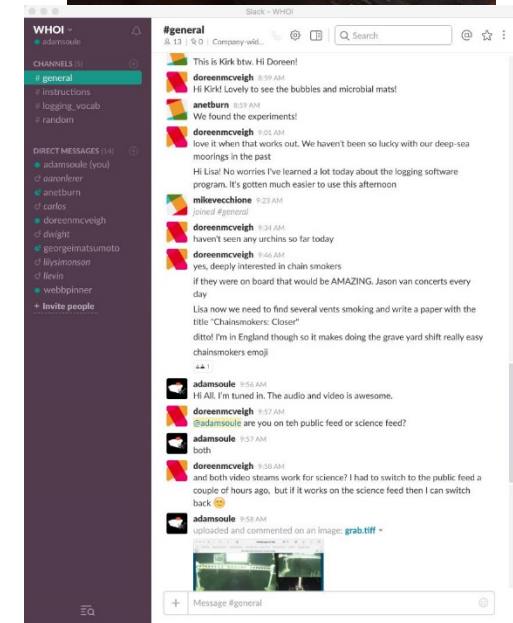 Slack - WHOI
WHOI
adamsoule
CHANNELS (5)
# general
# instructions
# logging_vocab
# random
DIRECT MESSAGES (14)
adamsoule (you)
aaronferer
anetburn
carlos
doreenmcveigh
dwight
georgeimatsumoto
lilysimonson
llevin
webbpinner
+ Invite people
#general
13 | 0 | Company-wid...
Search
This is Kirk btw. Hi Doreen!
doreenmcveigh 8:59 AM
Hi Kirk! Lovely to see the bubbles and microbial mats!
anetburn 8:59 AM
We found the experiments!
doreenmcveigh 9:01 AM
love it when that works out. We haven't been so lucky with our deep-sea
moorings in the past
Hi Lisa! No worries I've learned a lot today about the logging software
program. It's gotten much easier to use this afternoon
mikevecchione 9:23 AM
joined #general
doreenmcveigh 9:34 AM
haven't seen any urchins so far today
doreenmcveigh 9:46 AM
yes, deeply interested in chain smokers
if they were on board that would be AMAZING. Jason van concerts every
day
Lisa now we need to find several vents smoking and write a paper with the
title "Chainsmokers: Closer"
ditto! I'm in England though so it makes doing the grave yard shift really easy
chainsmokers emoji
1
adamsoule 9:56 AM
Hi All. I'm tuned in. The audio and video is awesome.
doreenmcveigh 9:57 AM
@adamsoule are you on teh public feed or science feed?
adamsoule 9:57 AM
both
doreenmcveigh 9:58 AM
and both video steams work for science? I had to switch to the public feed a
couple of hours ago, but if it works on the science feed then I can switch
back 😊
adamsoule 9:58 AM
uploaded and commented on an image: grab.tiff
Message #general